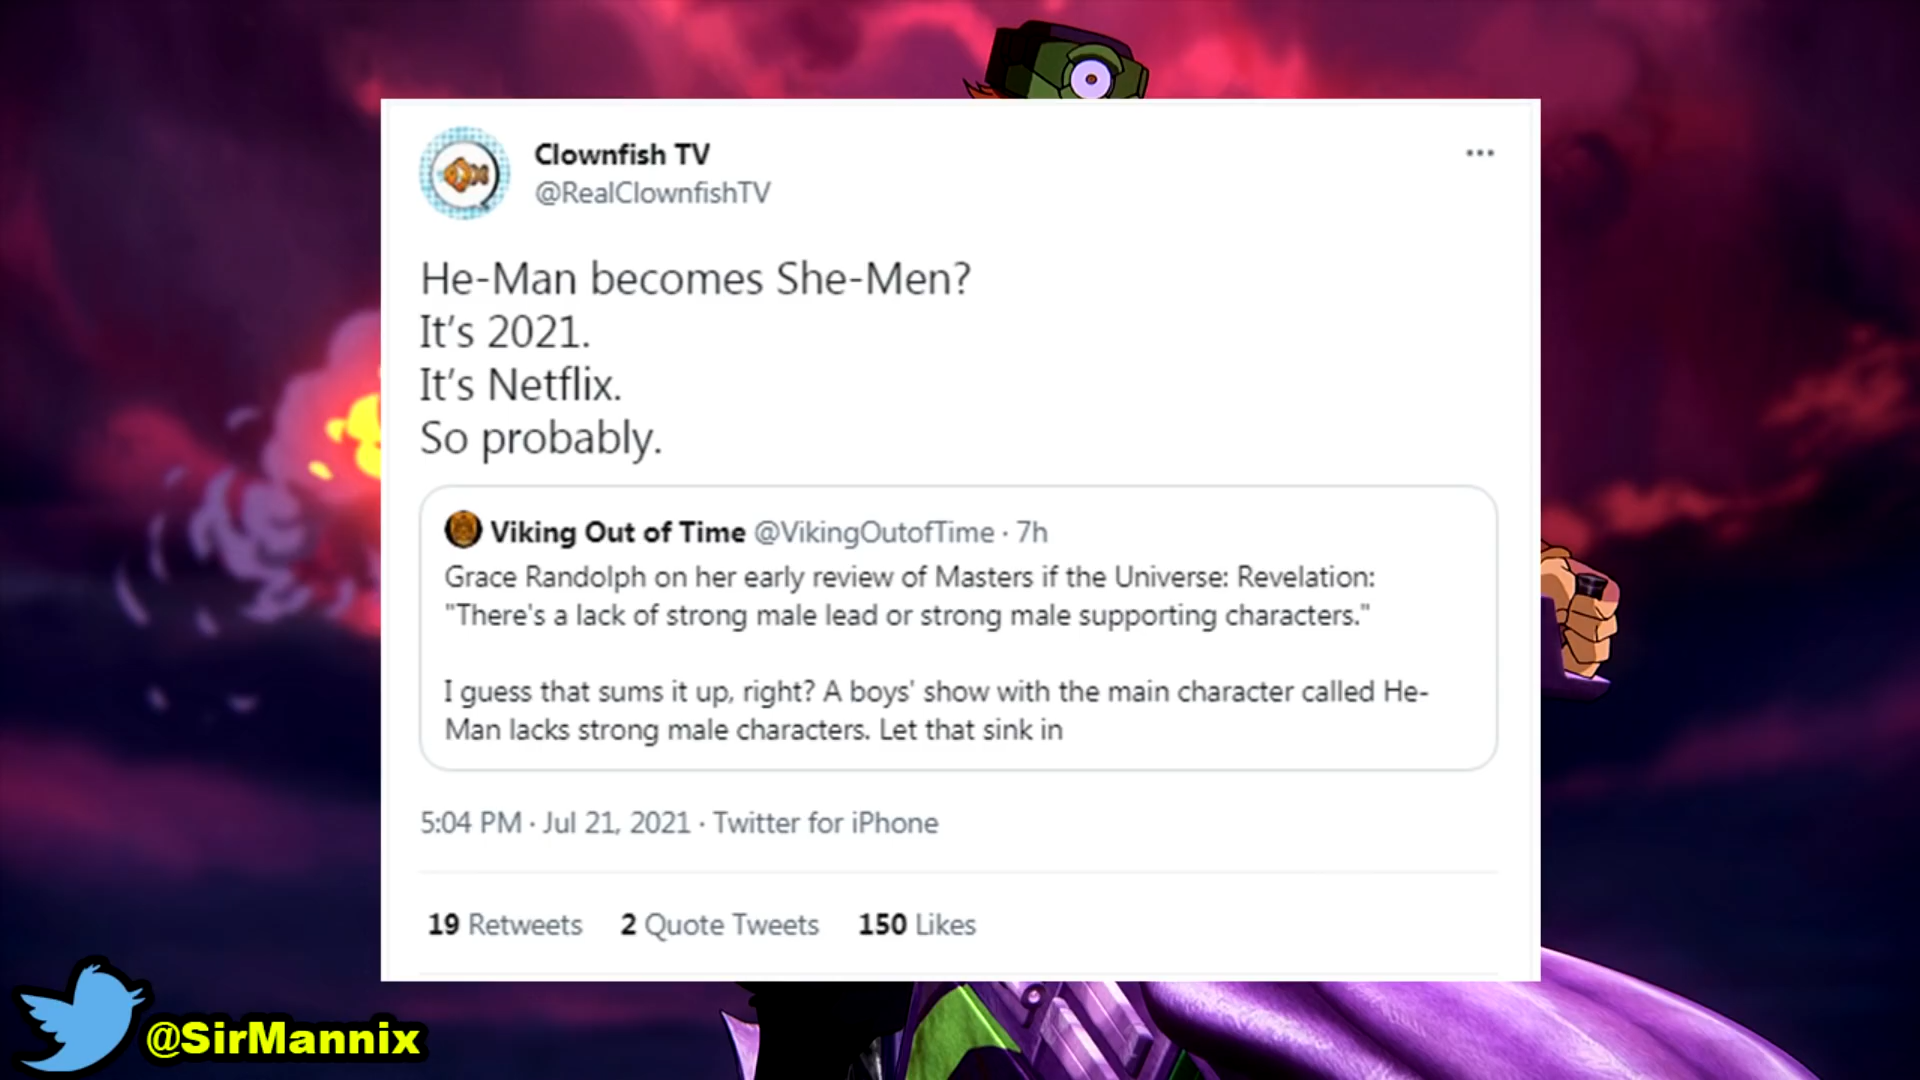 Clownfish TV
@RealClownfishTV
He-Man becomes She-Men?
It's 2021.
It's Netflix.
So probably.
Viking Out of Time @VikingOutofTime · 7h
Grace Randolph on her early review of Masters if the Universe: Revelation:
"There's a lack of strong male lead or strong male supporting characters."
I guess that sums it up, right? A boys' show with the main character called He-
Man lacks strong male characters. Let that sink in
5:04 PM · Jul 21, 2021 · Twitter for iPhone
19 Retweets 2 Quote Tweets 150 Likes
@SirMannix